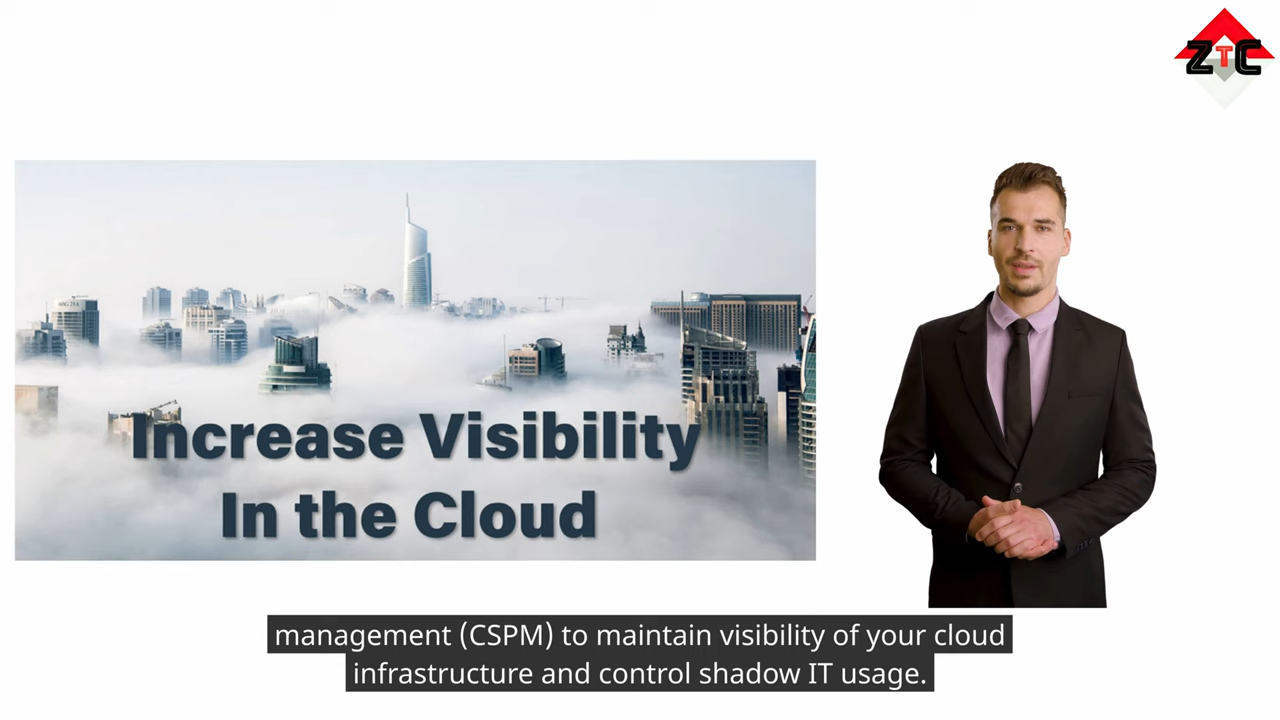 ZTC
Increase Visibility
In the Cloud
management (CSPM) to maintain visibility of your cloud
infrastructure and control shadow IT usage.